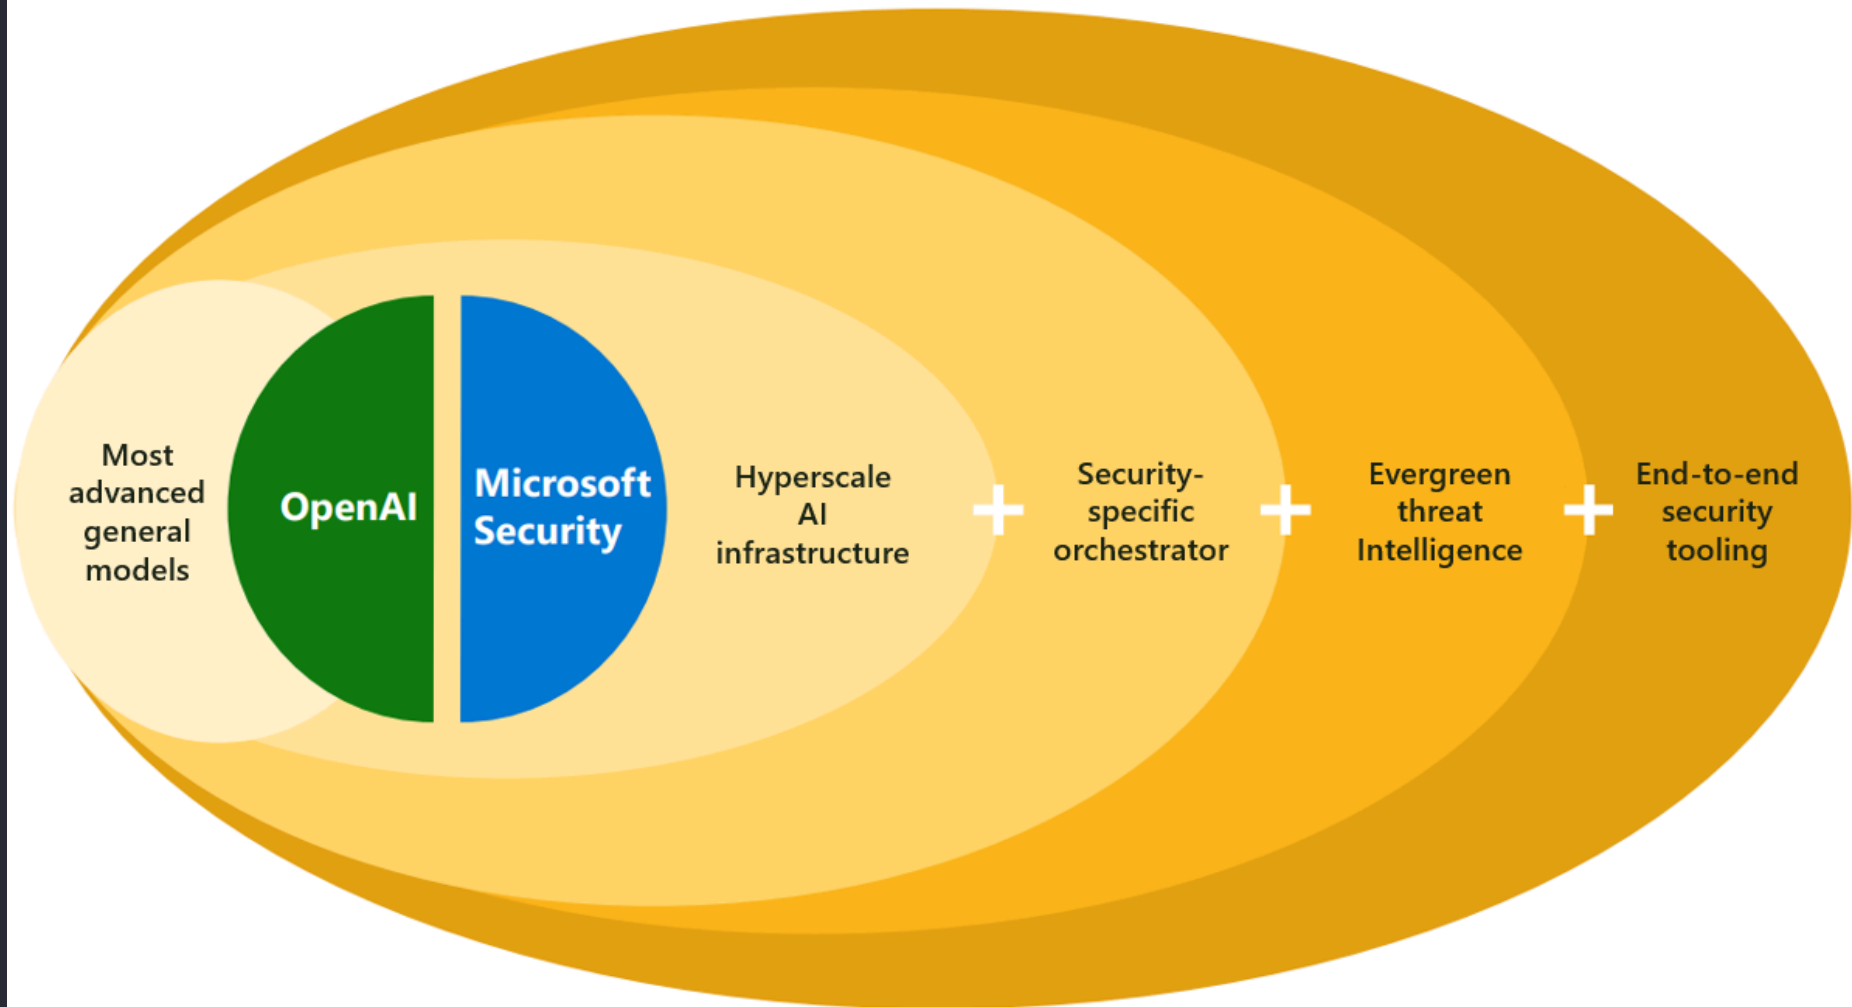 Most
advanced
general
models
OpenAI
Microsoft
Security
Hyperscale
AI
infrastructure
+
Security-
specific
orchestrator
+
Evergreen
threat
Intelligence
+
End-to-end
security
tooling